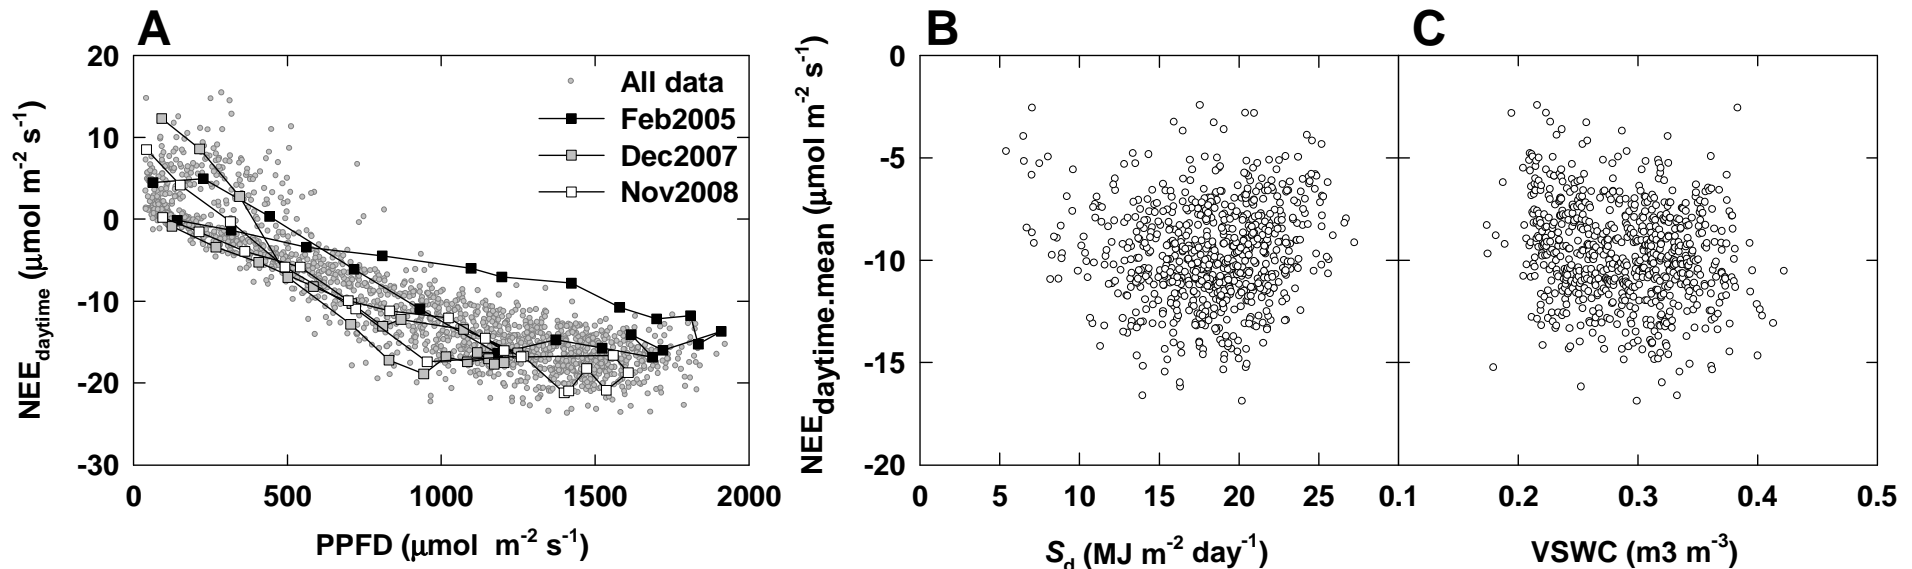 A
B
C
20
10
0
-10
-20
-30
NEEdaytime (μmol m-2 s-1)
All data
Feb2005
Dec2007
Nov2008
0 500 1000 1500 2000
PPFD (μmol m-2 s-1)
NEEdaytime.mean (μmol m-2 s-1)
0
-5
-10
-15
-20
0 5 10 15 20 25 0.1 0.2 0.3 0.4 0.5
Sd (MJ m-2 day-1)
VSWC (m3 m-3)